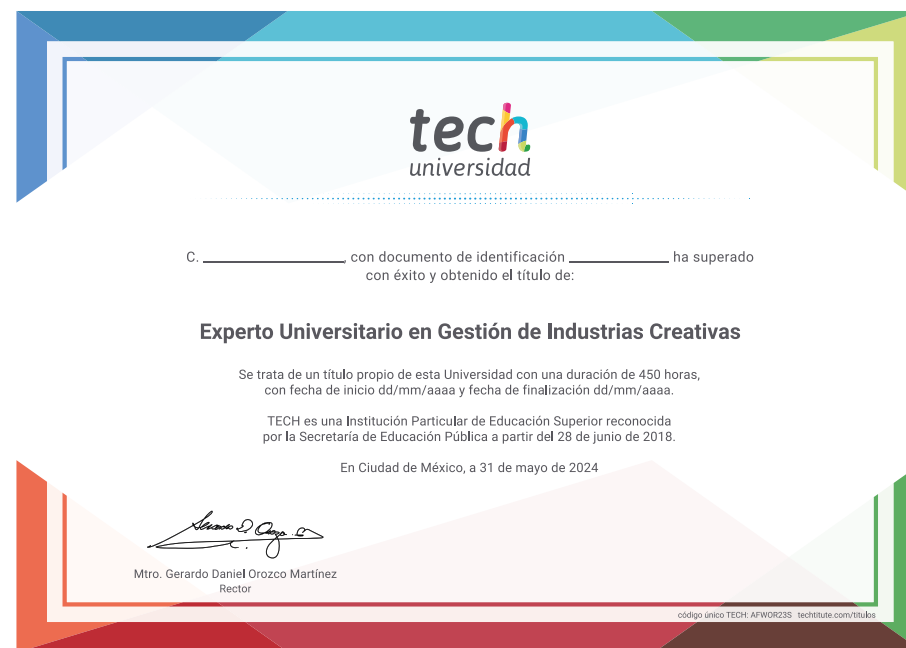 tech
universidad
C. ____________, con documento de identificación ____________ ha superado
con éxito y obtenido el título de:
Experto Universitario en Gestión de Industrias Creativas
Se trata de un título propio de esta Universidad con una duración de 450 horas,
con fecha de inicio dd/mm/aaaa y fecha de finalización dd/mm/aaaa.
TECH es una Institución Particular de Educación Superior reconocida
por la Secretaría de Educación Pública a partir del 28 de junio de 2018.
En Ciudad de México, a 31 de mayo de 2024
Mtro. Gerardo Daniel Orozco Martínez
Rector
código único TECH: AFWOR23S techtitute.com/titulos